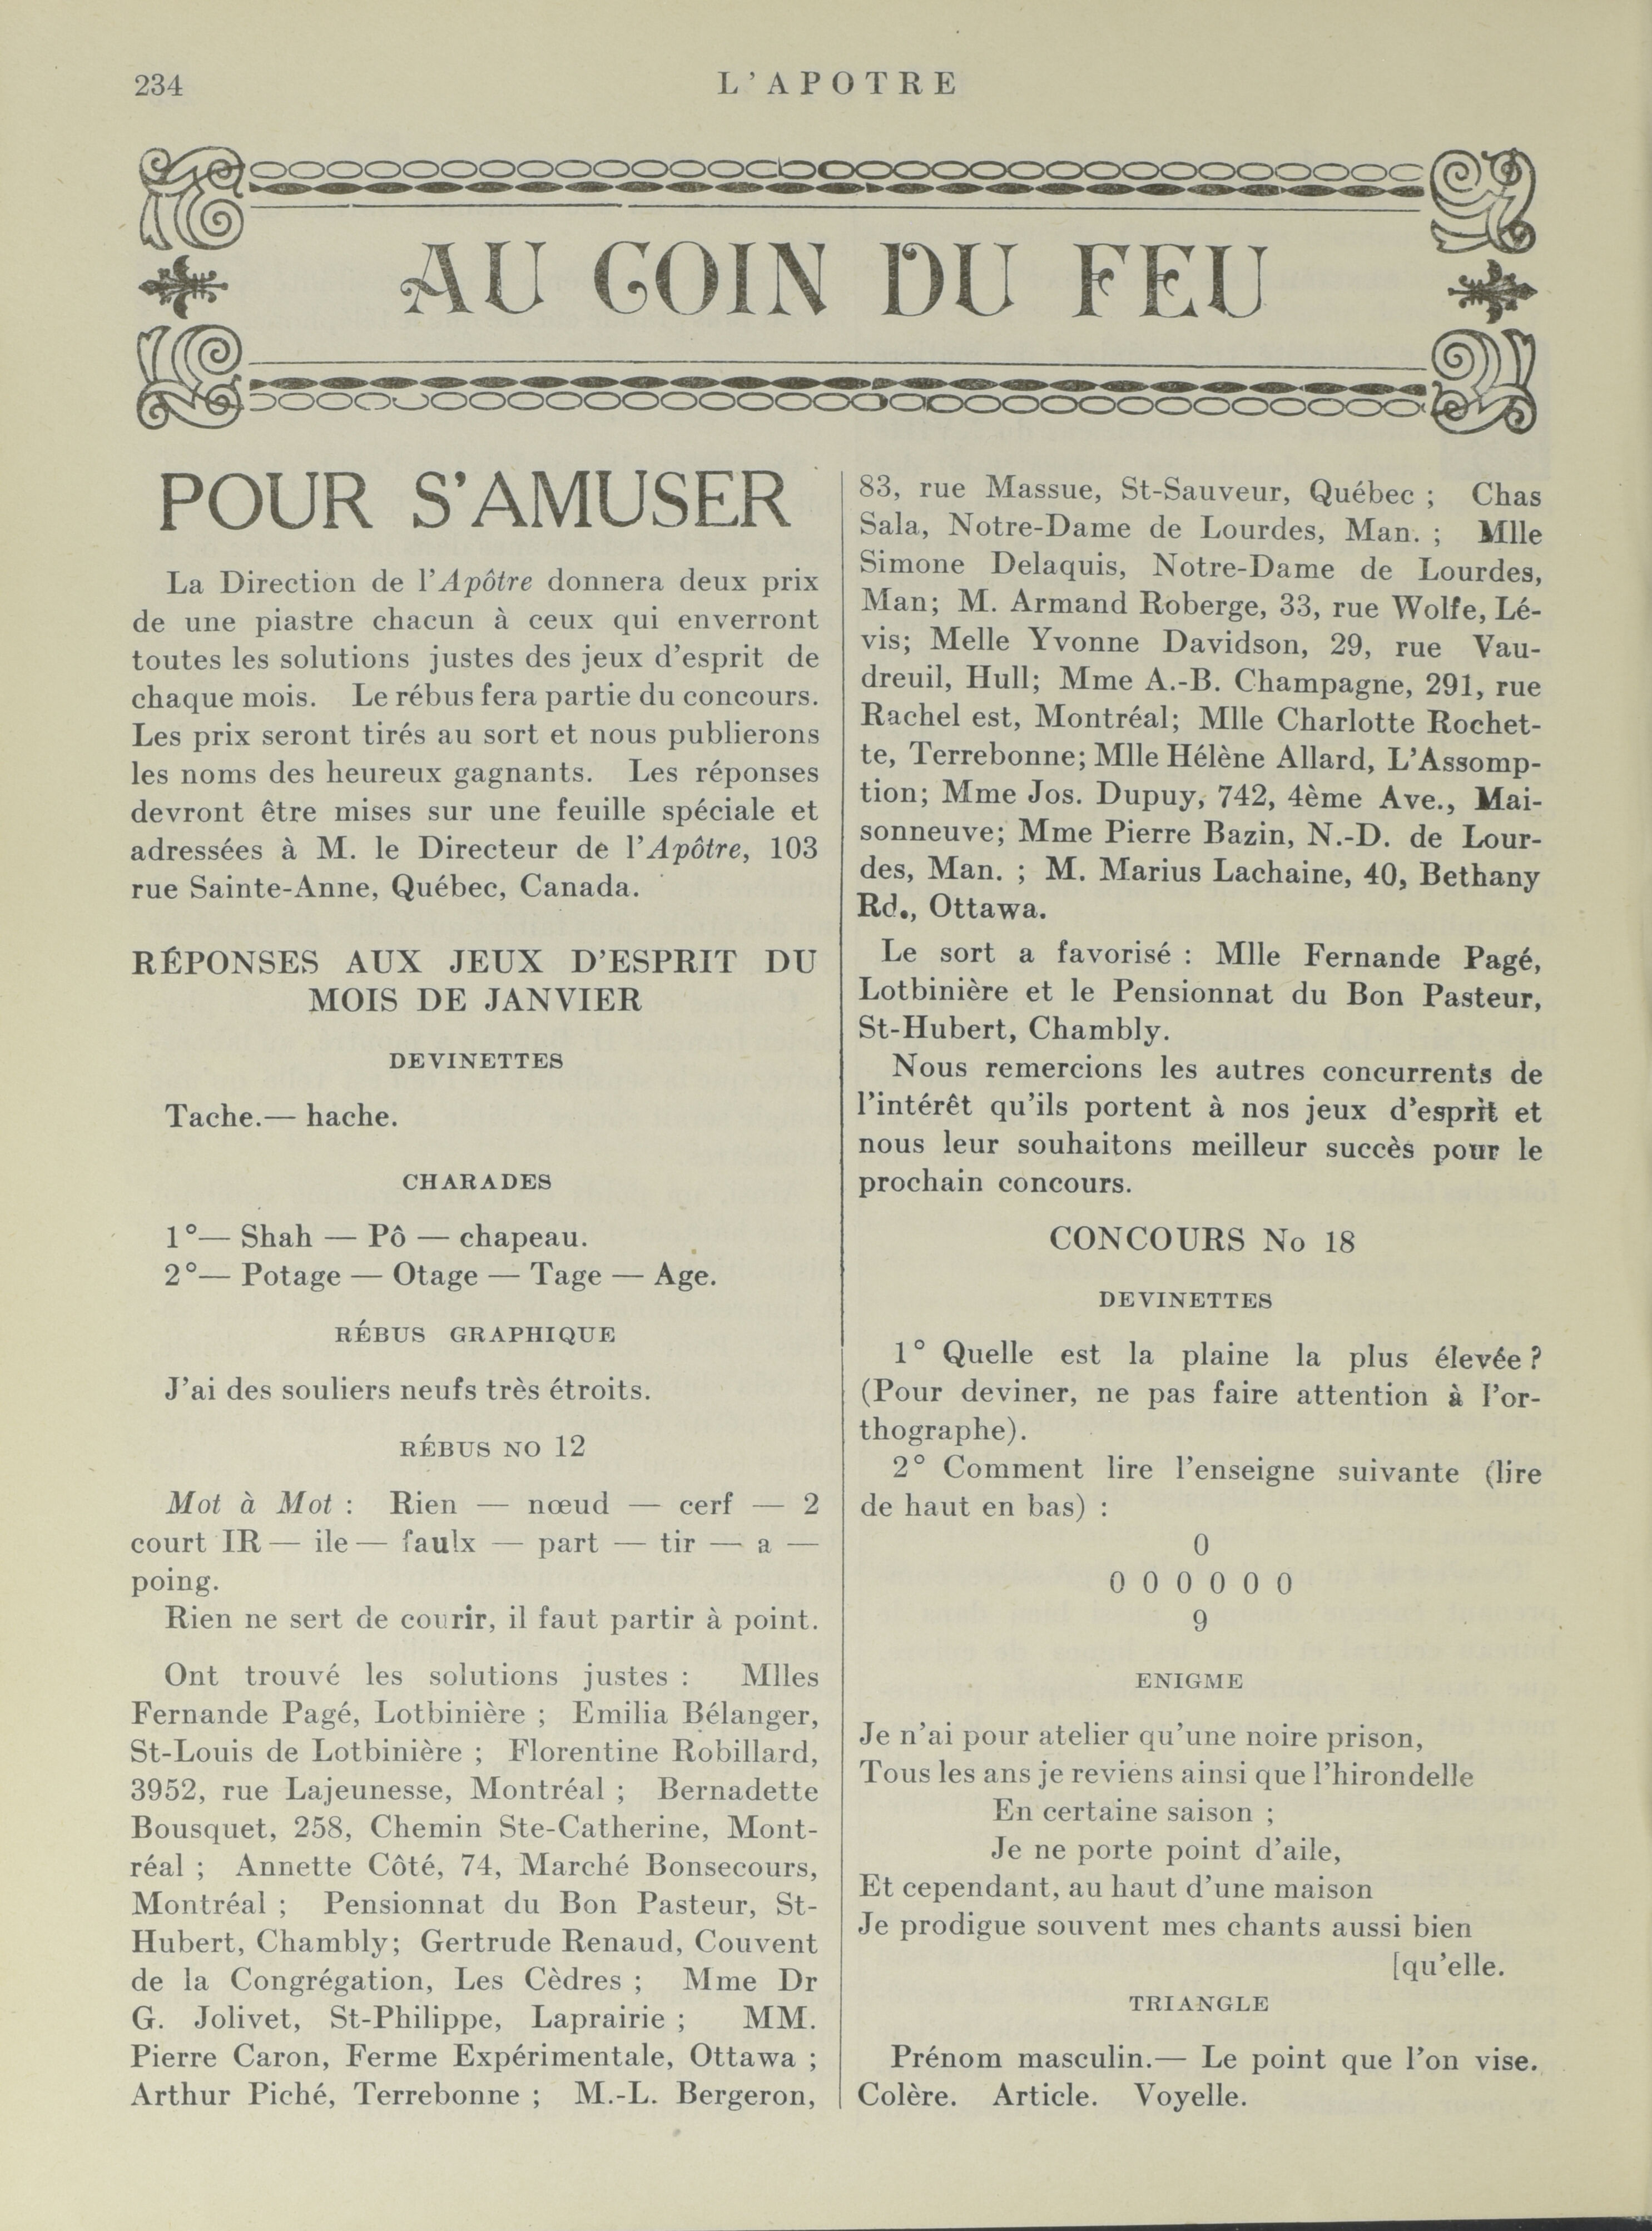 234
L'APOTRE
AU COIN DU FEU
POUR S'AMUSER
La Direction de l'Apôtre donnera deux prix
de une piastre chacun à ceux qui enverront
toutes les solutions justes des jeux d'esprit de
chaque mois. Le rébus fera partie du concours.
Les prix seront tirés au sort et nous publierons
les noms des heureux gagnants. Les réponses
devront être mises sur une feuille spéciale et
adressées à M. le Directeur de l'Apôtre, 103
rue Sainte-Anne, Québec, Canada.
RÉPONSES AUX JEUX D'ESPRIT DU
MOIS DE JANVIER
DEVINETTES
Tache.— hache.
CHARADES
1°— Shah — Pô — chapeau.
2°— Potage — Otage — Tage — Age.
RÉBUS GRAPHIQUE
J'ai des souliers neufs très étroits.
RÉBUS NO 12
Mot à Mot : Rien — nœud — cerf — 2
court IR — ile — faulx — part — tir — a —
poing.
Rien ne sert de courir, il faut partir à point.
Ont trouvé les solutions justes : Mlles
Fernande Pagé, Lotbinière ; Emilia Bélanger,
St-Louis de Lotbinière ; Florentine Robillard,
3952, rue Lajeunesse, Montréal ; Bernadette
Bousquet, 258, Chemin Ste-Catherine, Mont-
réal ; Annette Côté, 74, Marché Bonsecours,
Montréal ; Pensionnat du Bon Pasteur, St-
Hubert, Chambly; Gertrude Renaud, Couvent
de la Congrégation, Les Cèdres ; Mme Dr
G. Jolivet, St-Philippe, Laprairie ; MM.
Pierre Caron, Ferme Expérimentale, Ottawa ;
Arthur Piché, Terrebonne ; M.-L. Bergeron,
83, rue Massue, St-Sauveur, Québec ; Chas
Sala, Notre-Dame de Lourdes, Man. ; Mlle
Simone Delaquis, Notre-Dame de Lourdes,
Man; M. Armand Roberge, 33, rue Wolfe, Lé-
vis; Melle Yvonne Davidson, 29, rue Vau-
dreuil, Hull; Mme A.-B. Champagne, 291, rue
Rachel est, Montréal; Mlle Charlotte Rochet-
te, Terrebonne; Mlle Hélène Allard, L'Assomp-
tion; Mme Jos. Dupuy, 742, 4ème Ave., Mai-
sonneuve; Mme Pierre Bazin, N.-D. de Lour-
des, Man. ; M. Marius Lachaine, 40, Bethany
Rd., Ottawa.
Le sort a favorisé : Mlle Fernande Pagé,
Lotbinière et le Pensionnat du Bon Pasteur,
St-Hubert, Chambly.
Nous remercions les autres concurrents de
l'intérêt qu'ils portent à nos jeux d'esprit et
nous leur souhaitons meilleur succès pour le
prochain concours.
CONCOURS No 18
DEVINETTES
1° Quelle est la plaine la plus élevée ?
(Pour deviner, ne pas faire attention à l'or-
thographe).
2° Comment lire l'enseigne suivante (lire
de haut en bas) :
0
0 0 0 0 0 0
9
ENIGME
Je n'ai pour atelier qu'une noire prison,
Tous les ans je reviens ainsi que l'hirondelle
En certaine saison ;
Je ne porte point d'aile,
Et cependant, au haut d'une maison
Je prodigue souvent mes chants aussi bien
[qu'elle.
TRIANGLE
Prénom masculin.— Le point que l'on vise.
Colère. Article. Voyelle.